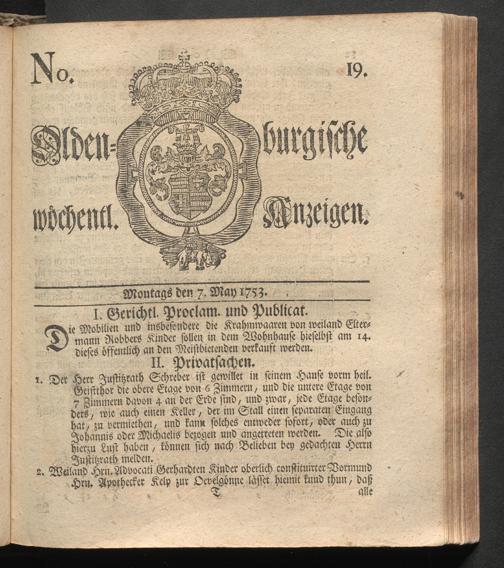 No. 19.
Olden= burgische
wöchentl. Anzeigen.
Montags den 7. May 1753.
I. Gerichtl. Proclam. und Publicat.
Die Mobilien und insbesondere die Krahmwaaren von weiland Elter-
mann Robbers Kinder sollen in dem Wohnhause hieselbst am 14.
dieses öffentlich an den Meistbietenden verkauft werden.
II. Privatsachen.
1. Der Herr Justitzrath Schreber ist gewillet in seinem Hause vorm heil.
Geistthor die obere Etage von 6 Zimmern, und die untere Etage von
7 Zimmern davon 4 an der Erde sind, und zwar, jede Etage beson-
ders, wie auch einen Keller, der im Stall einen separaten Eingang
hat, zu vermiethen, und kann solches entweder sofort, oder auch zu
Johannis oder Michaelis bezogen und angetreten werden. Die also
hierzu Lust haben, können sich nach Belieben bey gedachten Herrn
Justitzrath melden.
2. Weiland Hrn. Advocati Gerhardten Kinder oberlich constituirter Vormund
Hrn. Apothecker Kelp zur Oevelgönne lässet hiemit kund thun, daß
T alle